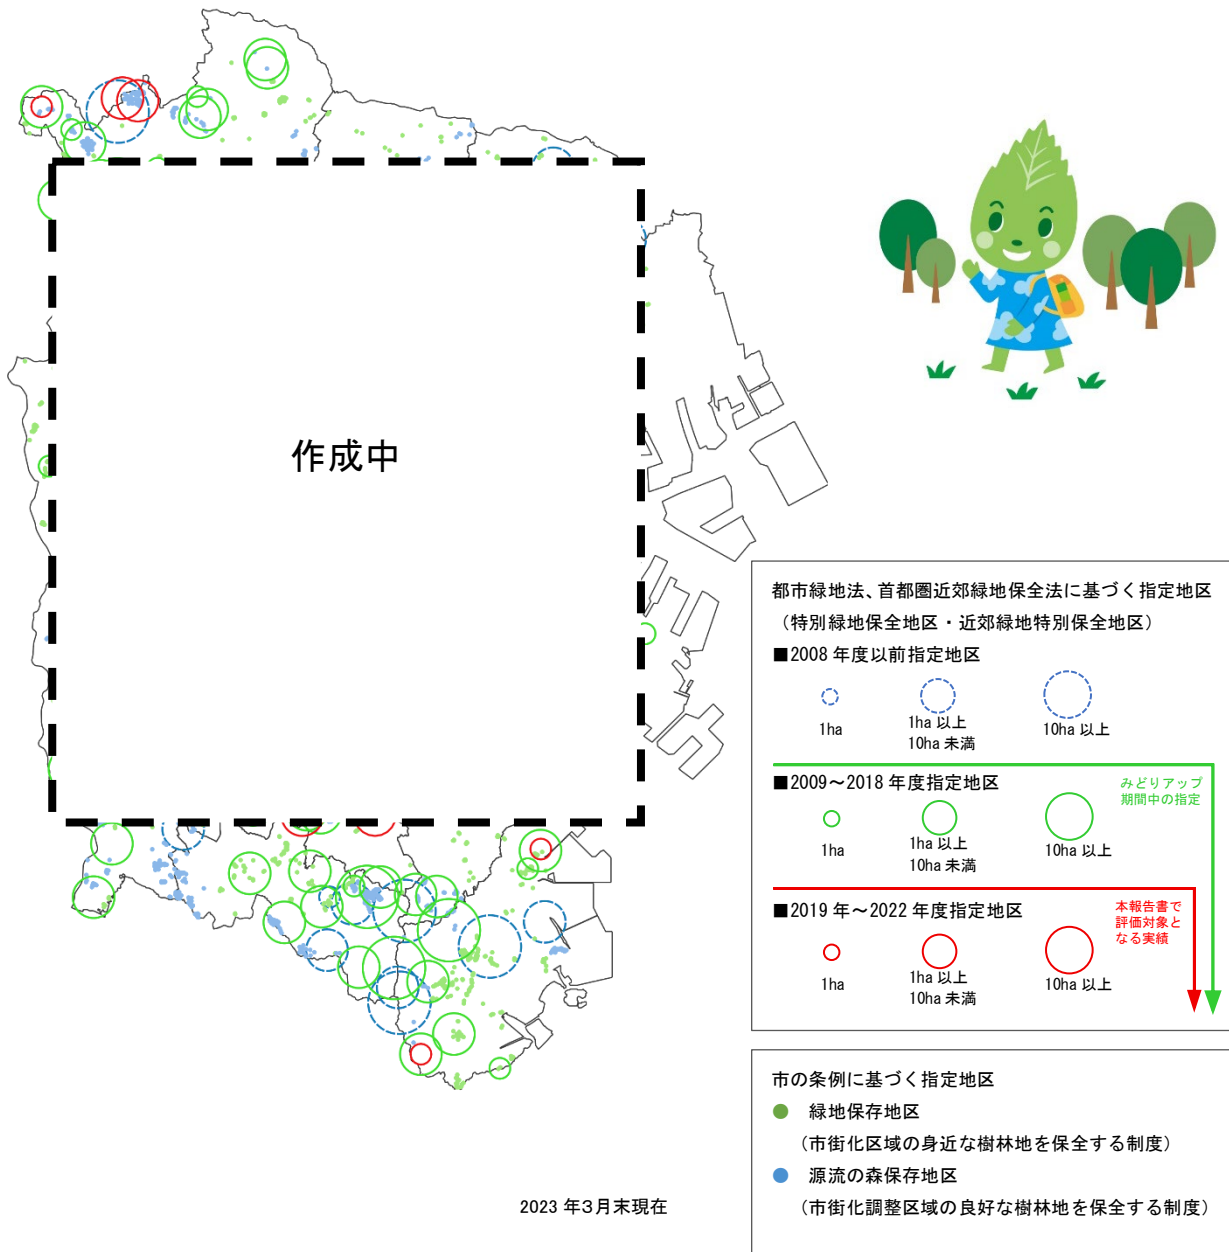 作成中
都市緑地法、首都圏近郊緑地保全法に基づく指定地区
（特別緑地保全地区・近郊緑地特別保全地区）
■2008 年度以前指定地区
1ha
1ha 以上
10ha 未満
10ha 以上
■2009～2018 年度指定地区
みどりアップ
期間中の指定
1ha
1ha 以上
10ha 未満
10ha 以上
■2019 年～2022 年度指定地区
本報告書で
評価対象と
なる実績
1ha
1ha 以上
10ha 未満
10ha 以上
市の条例に基づく指定地区
● 緑地保存地区
（市街化区域の身近な樹林地を保全する制度）
● 源流の森保存地区
（市街化調整区域の良好な樹林地を保全する制度）
2023 年３月末現在